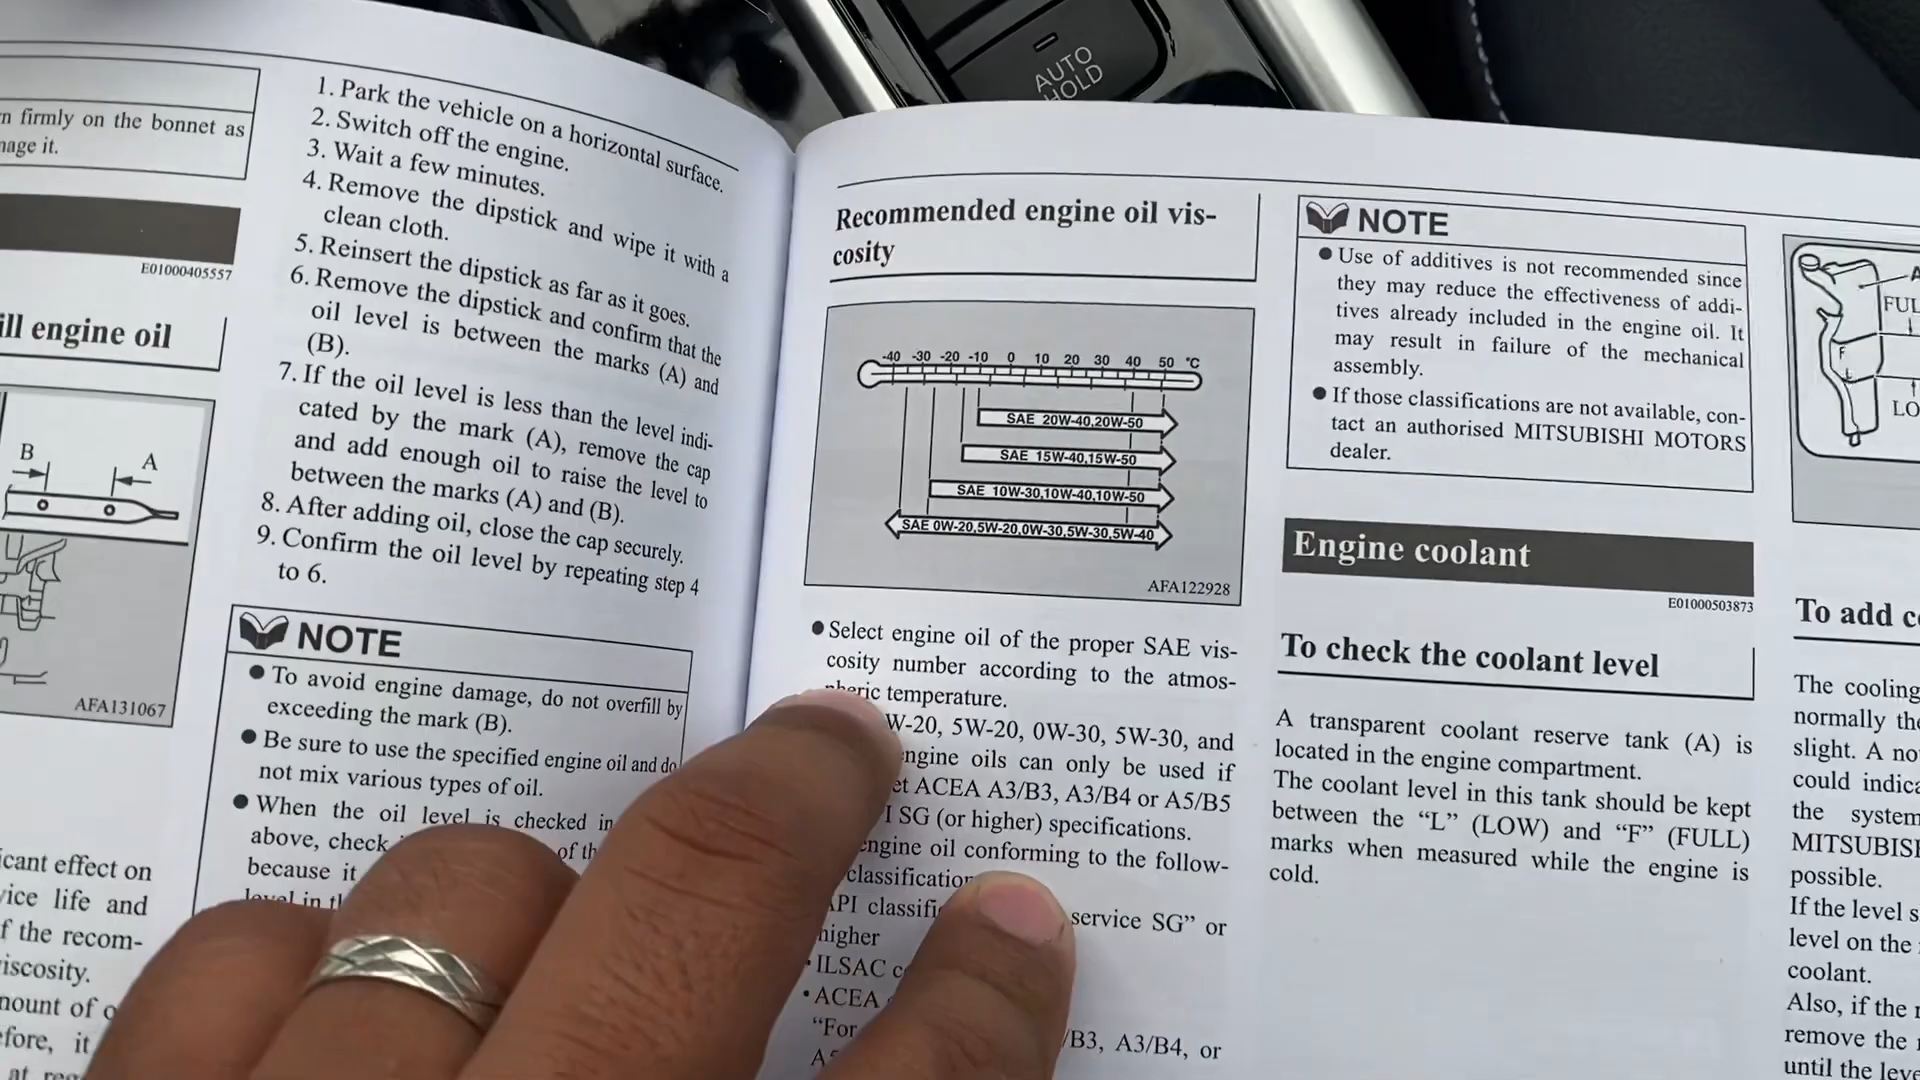 AUTO
HOLD
firmly on the bonnet as
it.
E01000405557
engine oil
B
A
AFA131067
effect on
life and
the recom-
of
it
1. Park the vehicle on a horizontal surface.
2. Switch off the engine.
3. Wait a few minutes.
4. Remove the dipstick and wipe it with a
clean cloth.
5. Reinsert the dipstick as far as it goes.
6. Remove the dipstick and confirm that the
oil level is between the marks (A) and
(B).
7. If the oil level is less than the level indi-
cated by the mark (A), remove the cap
and add enough oil to raise the level to
between the marks (A) and (B).
8. After adding oil, close the cap securely.
9. Confirm the oil level by repeating step 4
to 6.
NOTE
● To avoid engine damage, do not overfill by
exceeding the mark (B).
● Be sure to use the specified engine oil and do
not mix various types of oil.
● When the oil level is checked in
above, check of
because it
level in
Recommended engine oil vis-
cosity
-40 -30 -20 -10 0 10 20 30 40 50 °C
SAE 20W-40,20W-50
SAE 15W-40,15W-50
SAE 10W-30,10W-40,10W-50
SAE 0W-20,5W-20,0W-30,5W-30,5W-40
AFA122928
● Select engine oil of the proper SAE vis-
cosity number according to the atmos-
pheric temperature.
W-20, 5W-20, 0W-30, 5W-30, and
engine oils can only be used if
ACEA A3/B3, A3/B4 or A5/B5
SG (or higher) specifications.
engine oil conforming to the follow-
API service SG” or
higher
• ILSAC
• ACEA
“For /B3, A3/B4, or
NOTE
● Use of additives is not recommended since
they may reduce the effectiveness of addi-
tives already included in the engine oil. It
may result in failure of the mechanical
assembly.
● If those classifications are not available, con-
tact an authorised MITSUBISHI MOTORS
dealer.
Engine coolant
E01000503873
To check the coolant level
A transparent coolant reserve tank (A) is
located in the engine compartment.
The coolant level in this tank should be kept
between the “L” (LOW) and “F” (FULL)
marks when measured while the engine is
cold.
A
F
L
To add
The cooling
normally
slight. A
could
the system
possible.
If the level
level on the
coolant.
Also, if the
remove the
until the